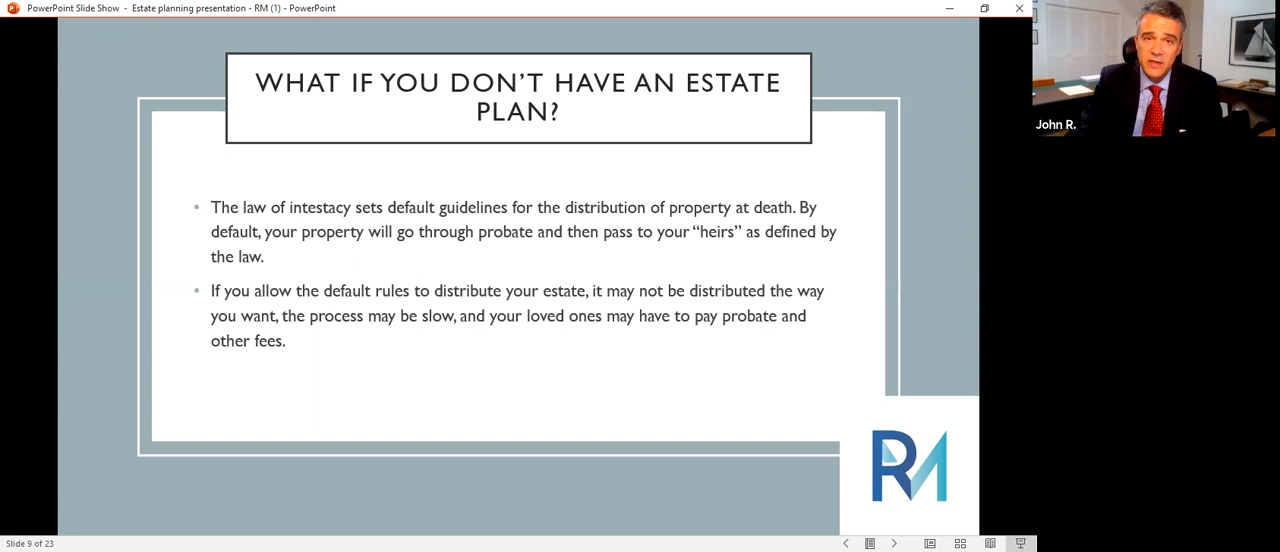 PowerPoint Slide Show - Estate planning presentation - RM (1) - PowerPoint
WHAT IF YOU DON'T HAVE AN ESTATE
PLAN?
• The law of intestacy sets default guidelines for the distribution of property at death. By
default, your property will go through probate and then pass to your “heirs” as defined by
the law.
• If you allow the default rules to distribute your estate, it may not be distributed the way
you want, the process may be slow, and your loved ones may have to pay probate and
other fees.
John R.
RM
Slide 9 of 23